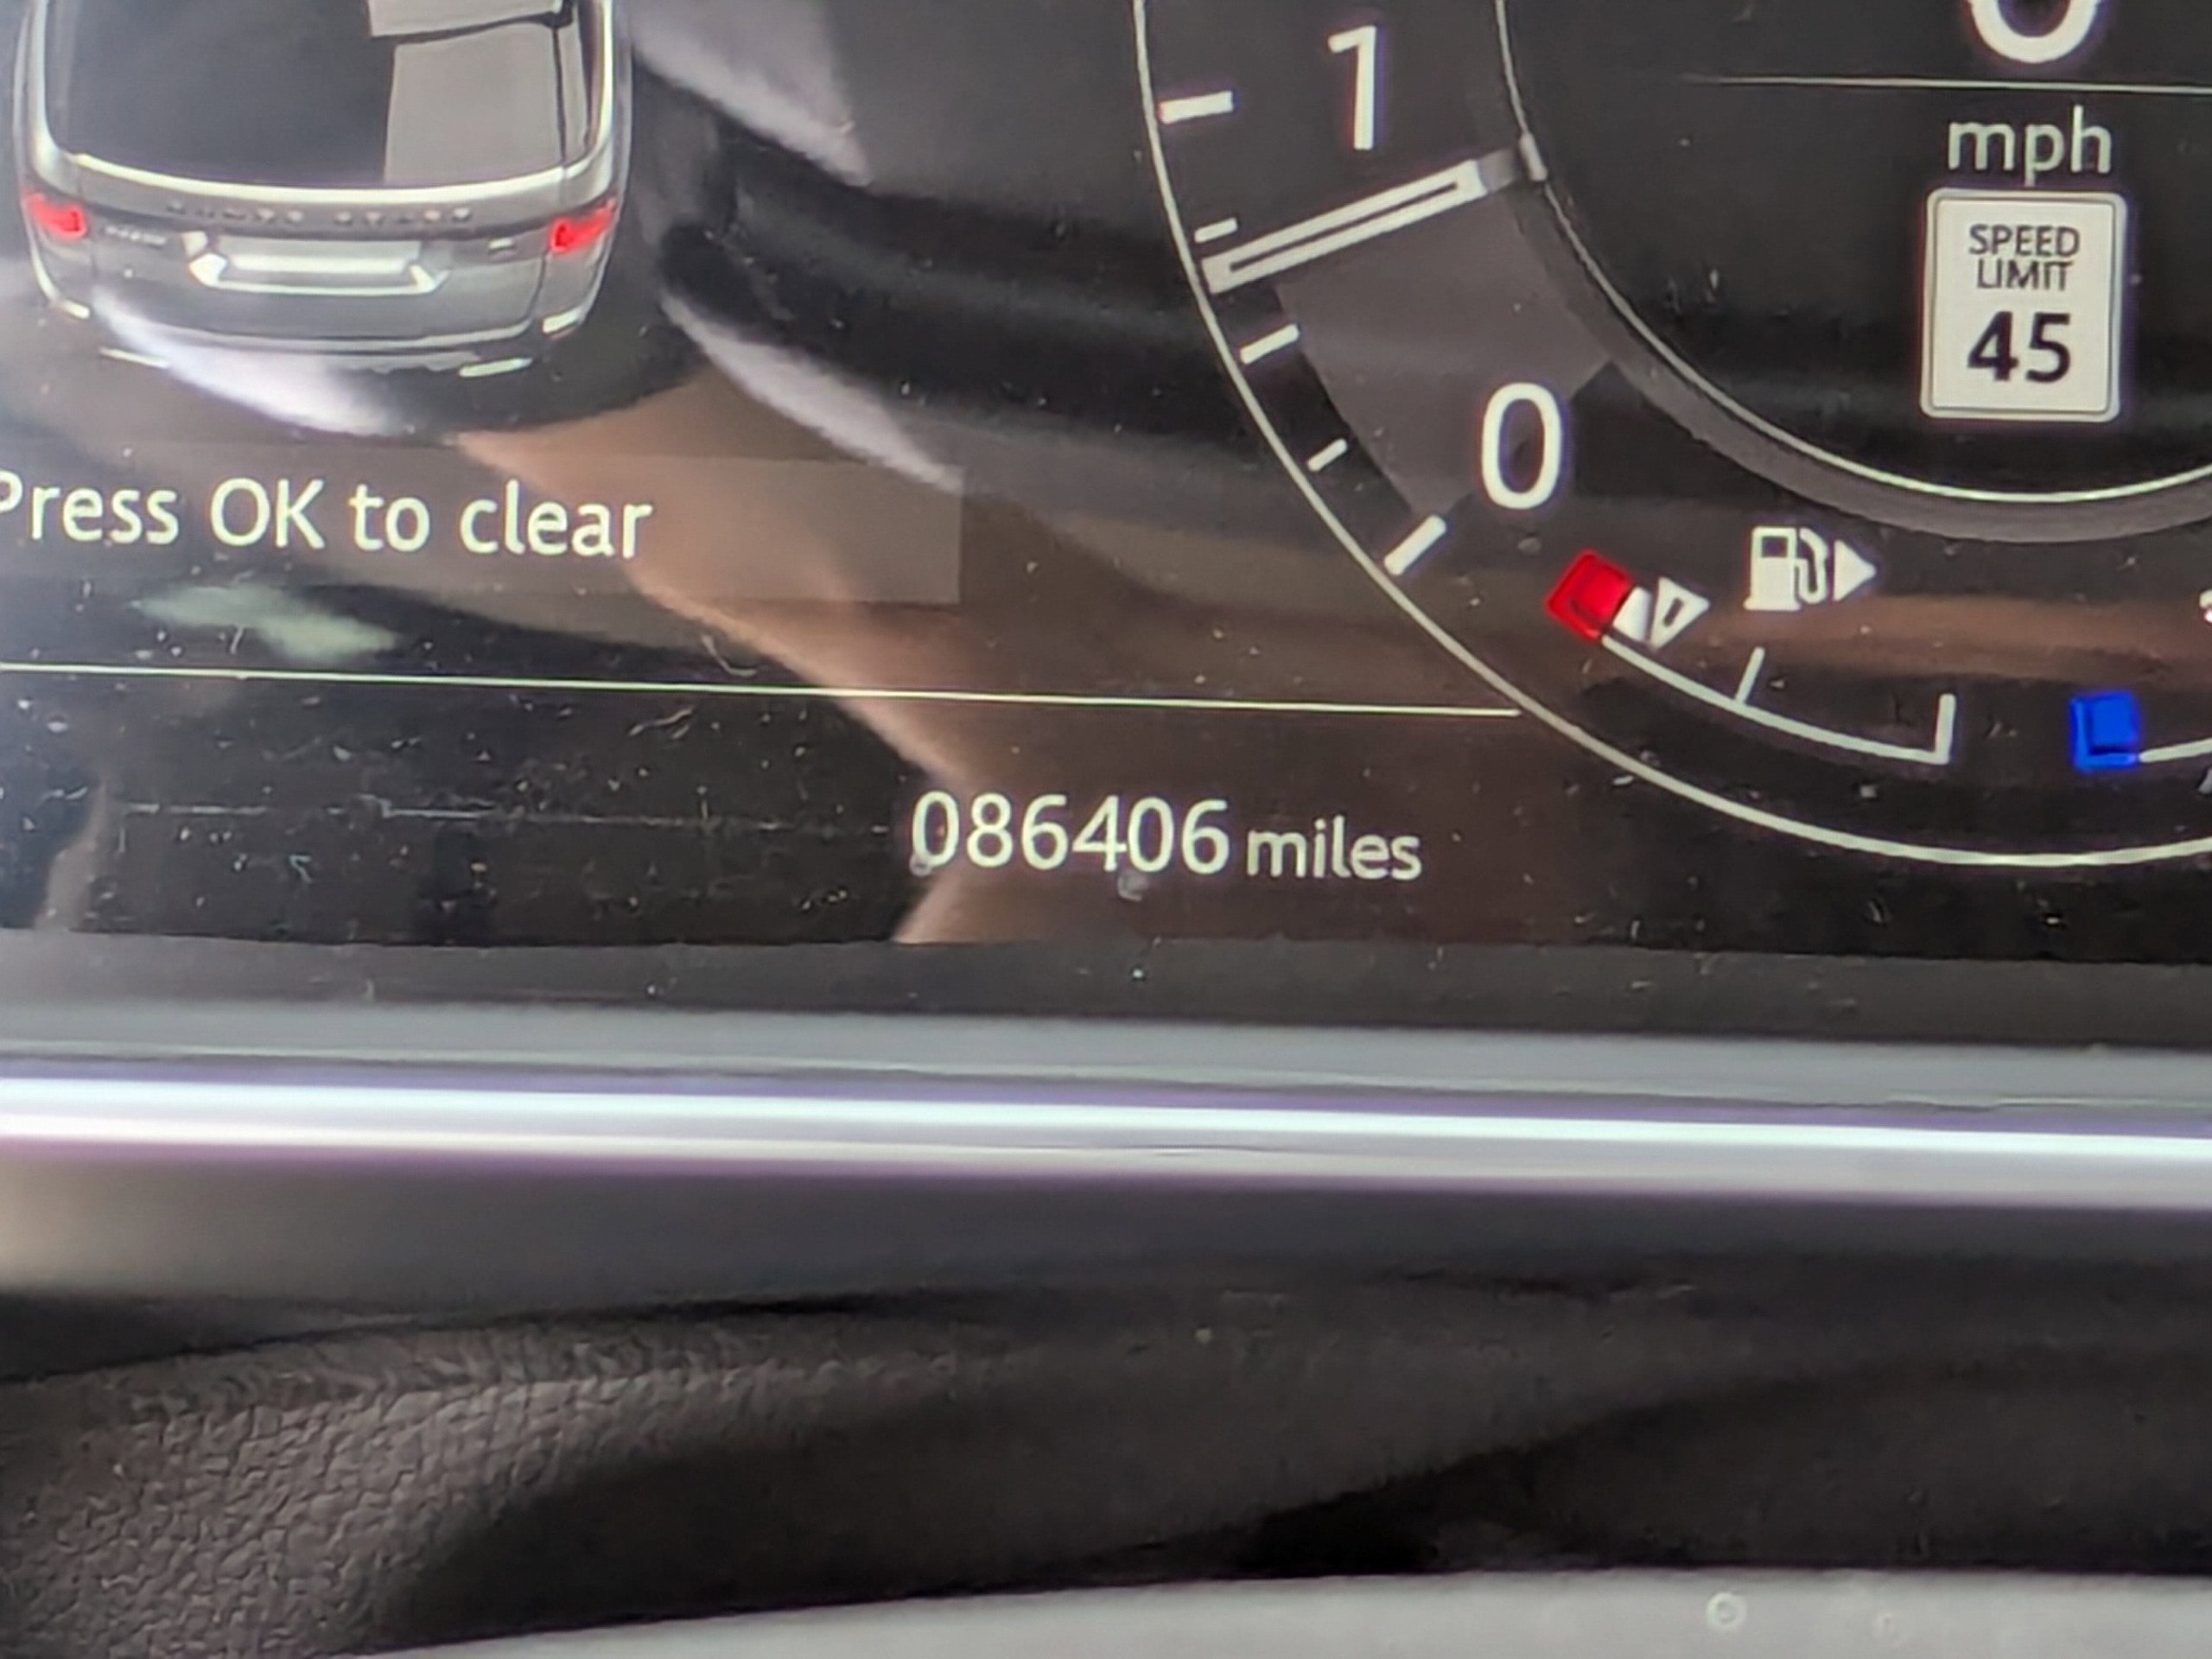 1
mph
SPEED
LIMIT
45
0
Press OK to clear
086406 miles